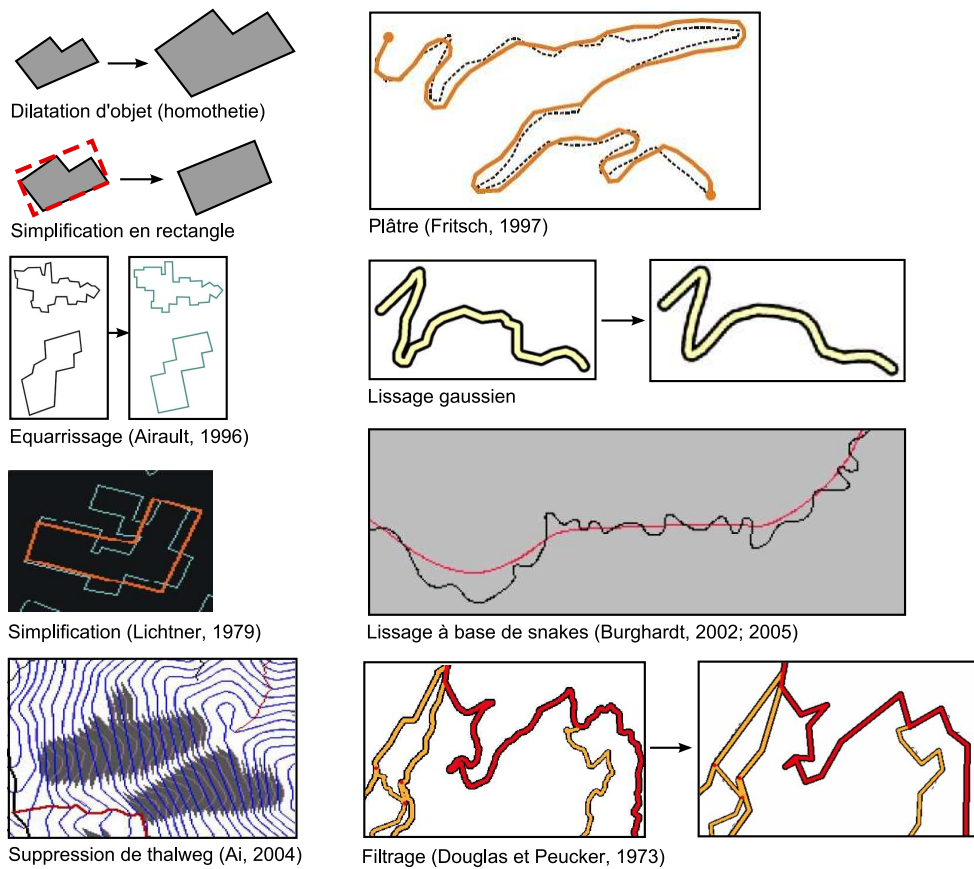 Dilatation d'objet (homothetie)
Simplification en rectangle
Plâtre (Fritsch, 1997)
Equarrissage (Airault, 1996)
Lissage gaussien
Simplification (Lichtner, 1979)
Lissage à base de snakes (Burghardt, 2002; 2005)
Suppression de thalweg (Ai, 2004)
Filtrage (Douglas et Peucker, 1973)